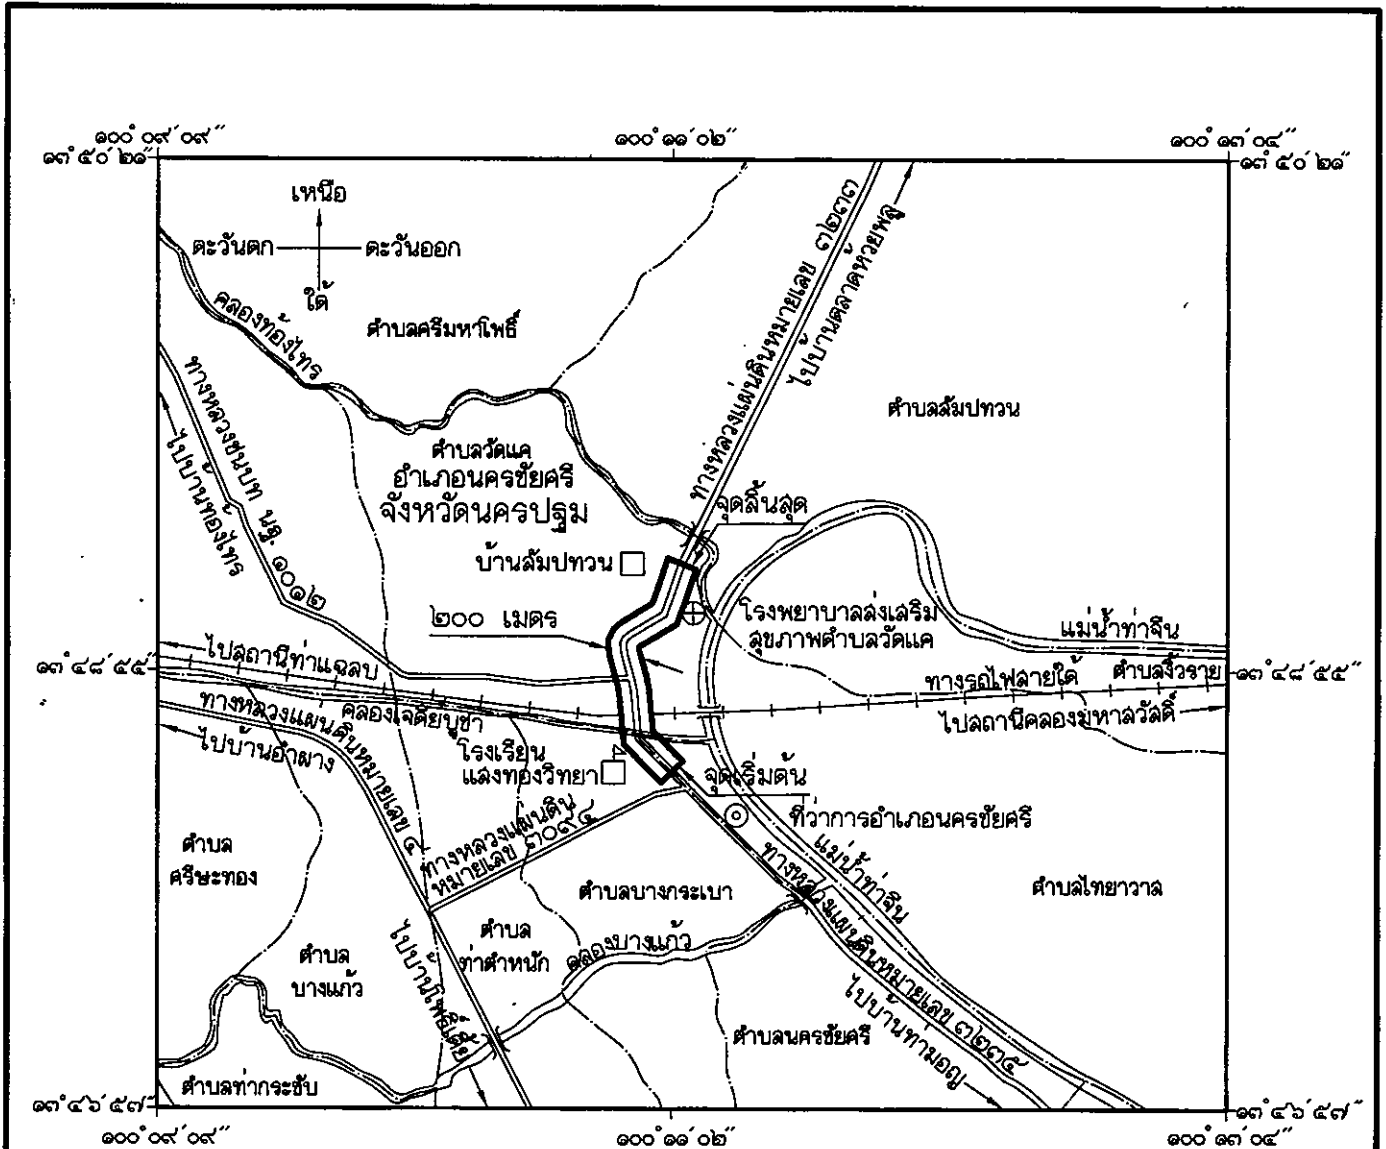 ๑๐๐° ๐๙´ ๐๙˝
๑๐๐° ๑๑´ ๐๒˝
๑๐๐° ๑๓´ ๐๔˝
๑๓° ๕๐´ ๒๑˝
๑๓° ๕๐´ ๒๑˝
เหนือ
ตะวันตก
ตะวันออก
ใต้
คลองท้องไทร
ตำบลศรีมหาโพธิ์
ทางหลวงแผ่นดินหมายเลข ๓๒๓๓
ไปบ้านตลาดห้วยพลู
ตำบลสัมปทวน
ทางหลวงชนบท นฐ. ๑๐๑๒
ไปบ้านท้องไทร
ตำบลวัดแค
อำเภอนครชัยศรี
จังหวัดนครปฐม
จุดสิ้นสุด
บ้านสัมปทวน
๒๐๐ เมตร
โรงพยาบาลส่งเสริม
สุขภาพตำบลวัดแค
แม่น้ำท่าจีน
ไปสถานีท่าแฉลบ
๑๓° ๔๘´ ๕๕˝
ทางรถไฟสายใต้
ตำบลงิ้วราย
๑๓° ๔๘´ ๕๕˝
ทางหลวงแผ่นดินหมายเลข ๔
คลองเจดีย์บูชา
ไปสถานีคลองมหาสวัสดิ์
ไปบ้านอ้าผาง
โรงเรียน
แสงทองวิทยา
จุดเริ่มต้น
ที่ว่าการอำเภอนครชัยศรี
ทางหลวงแผ่นดิน
หมายเลข ๓๐๙๔
แม่น้ำท่าจีน
ตำบล
ศรีษะทอง
ตำบลบางกระเบา
ตำบลไทยาวาส
ทางหลวงแผ่นดินหมายเลข ๓๒๓๕
ไปบ้านท่ามอญ
ตำบล
ท่าตำหนัก
คลองบางแก้ว
ตำบล
บางแก้ว
ตำบลนครชัยศรี
ตำบลท่ากระชับ
๑๓° ๔๖´ ๕๗˝
๑๓° ๔๖´ ๕๗˝
๑๐๐° ๐๙´ ๐๙˝
๑๐๐° ๑๑´ ๐๒˝
๑๐๐° ๑๓´ ๐๔˝